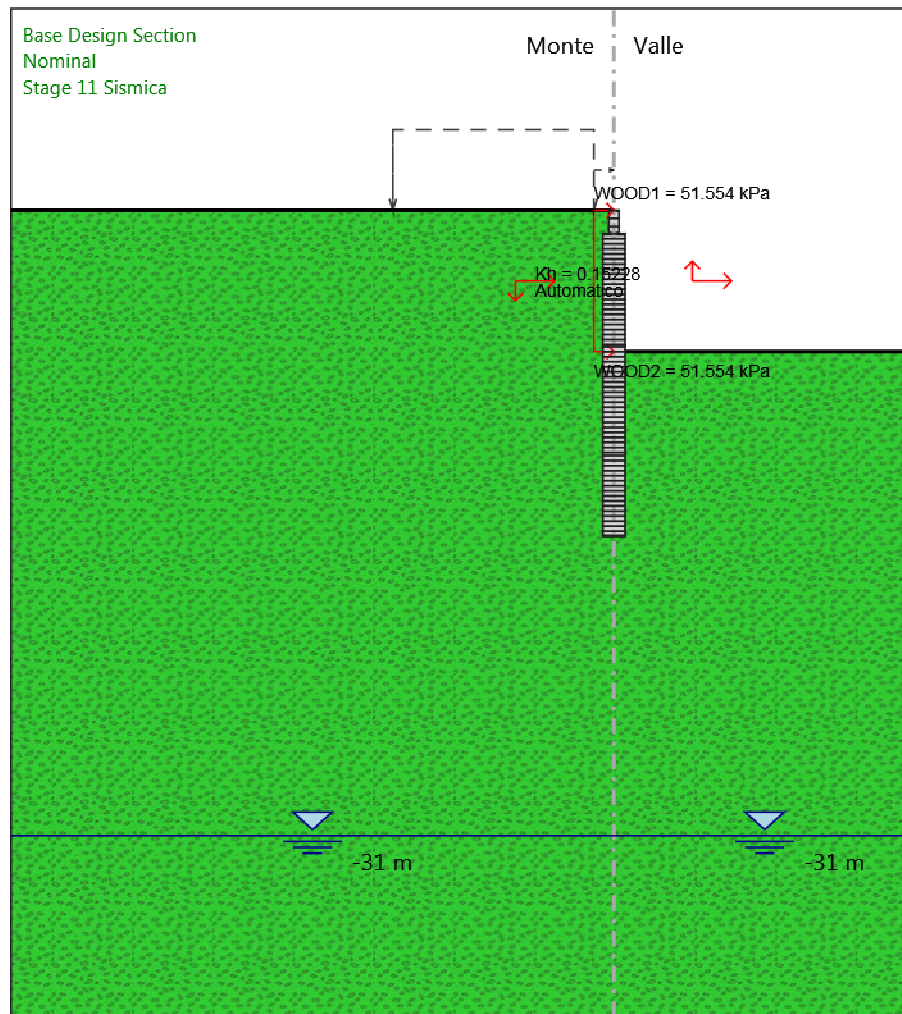 Base Design Section
Nominal
Stage 11 Sismica
Monte
Valle
WOOD1 = 51.554 kPa
Kh = 0.15228
Automatico
WOOD2 = 51.554 kPa
-31 m
-31 m